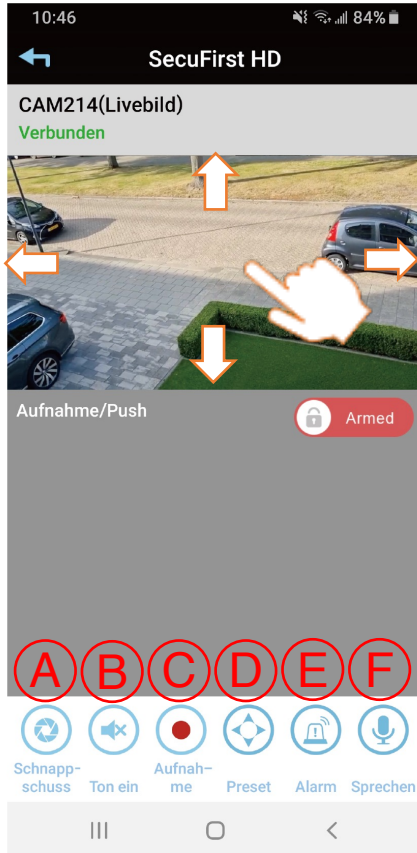 10:46 84%
SecuFirst HD
CAM214(Livebild)
Verbunden
Aufnahme/Push Armed
A B C D E F
Schnapp-
schuss
Ton ein
Aufnah-
me
Preset
Alarm
Sprechen